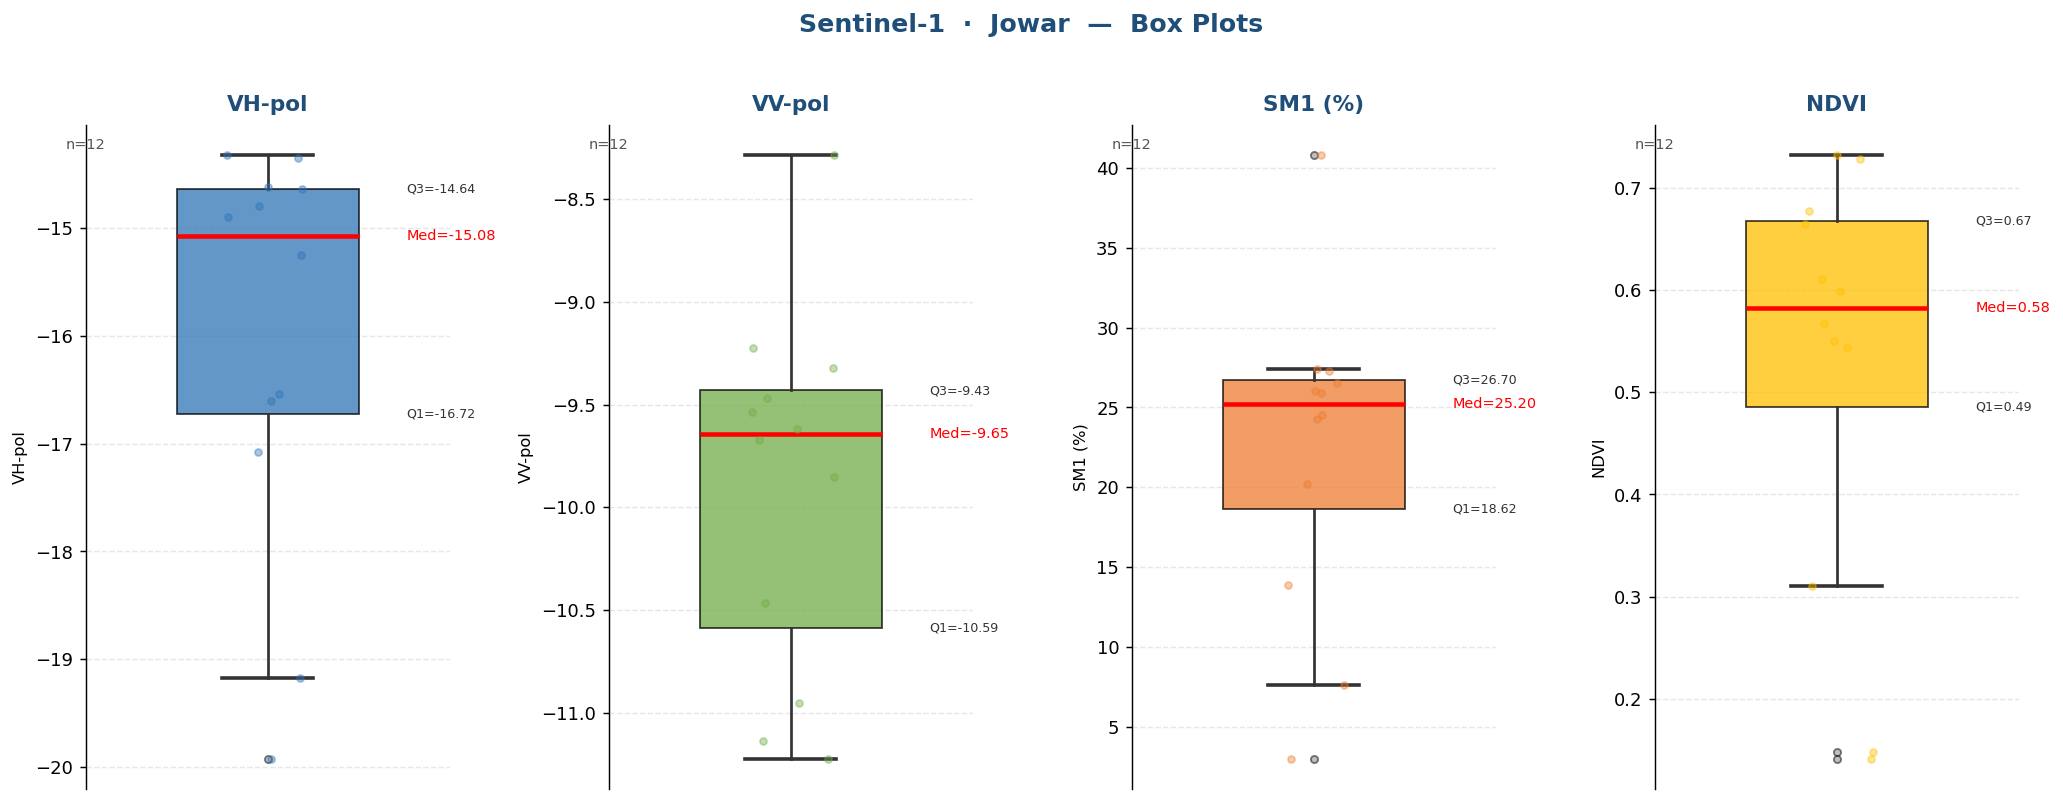 Sentinel-1 · Jowar — Box Plots
VH-pol
n=12
Q3=-14.64
Med=-15.08
Q1=-16.72
−15
−16
−17
−18
−19
−20
VH-pol
VV-pol
n=12
Q3=-9.43
Med=-9.65
Q1=-10.59
−8.5
−9.0
−9.5
−10.0
−10.5
−11.0
VV-pol
SM1 (%)
n=12
Q3=26.70
Med=25.20
Q1=18.62
40
35
30
25
20
15
10
5
SM1 (%)
NDVI
n=12
Q3=0.67
Med=0.58
Q1=0.49
0.7
0.6
0.5
0.4
0.3
0.2
NDVI